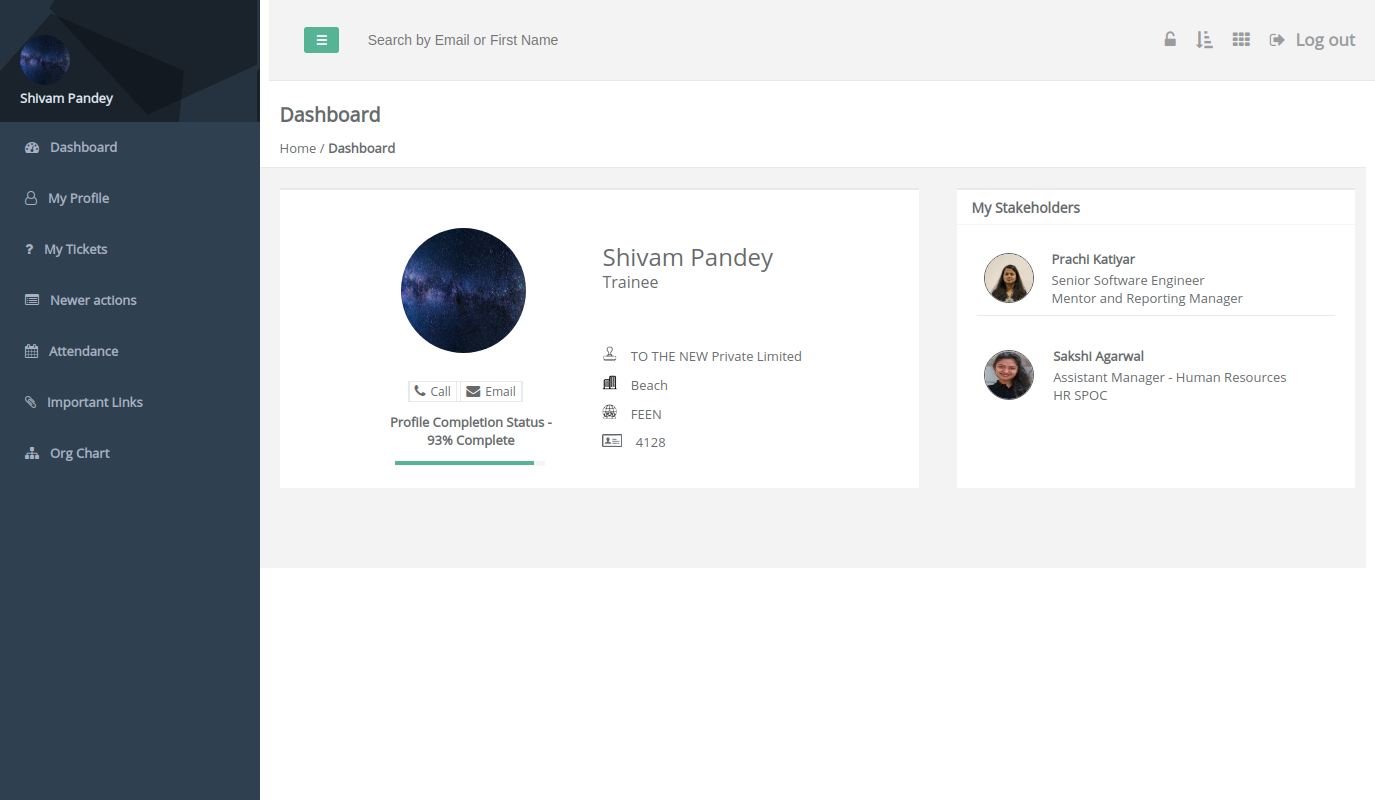 Shivam Pandey
Dashboard
My Profile
? My Tickets
Newer actions
Attendance
Important Links
Org Chart
Search by Email or First Name
Log out
Dashboard
Home / Dashboard
Call
Email
Profile Completion Status -
93% Complete
Shivam Pandey
Trainee
TO THE NEW Private Limited
Beach
FEEN
4128
My Stakeholders
Prachi Katiyar
Senior Software Engineer
Mentor and Reporting Manager
Sakshi Agarwal
Assistant Manager - Human Resources
HR SPOC